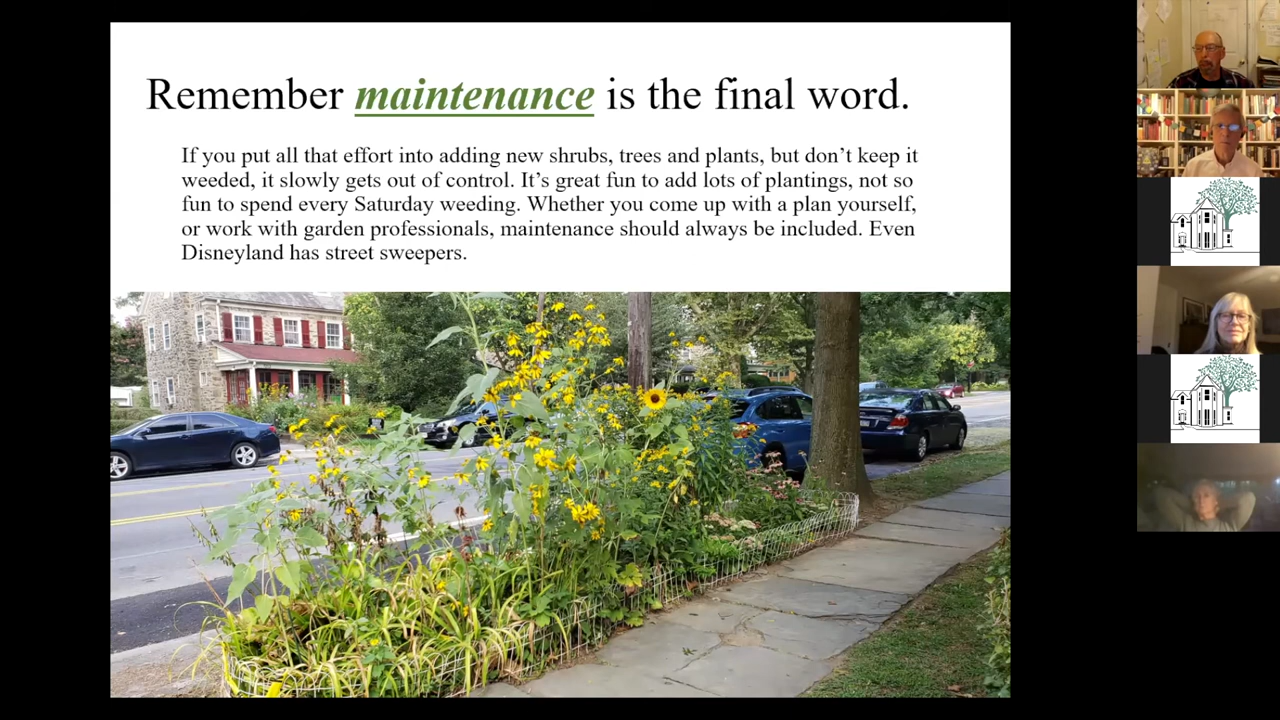 Remember maintenance is the final word.
If you put all that effort into adding new shrubs, trees and plants, but don’t keep it
weeded, it slowly gets out of control. It’s great fun to add lots of plantings, not so
fun to spend every Saturday weeding. Whether you come up with a plan yourself,
or work with garden professionals, maintenance should always be included. Even
Disneyland has street sweepers.